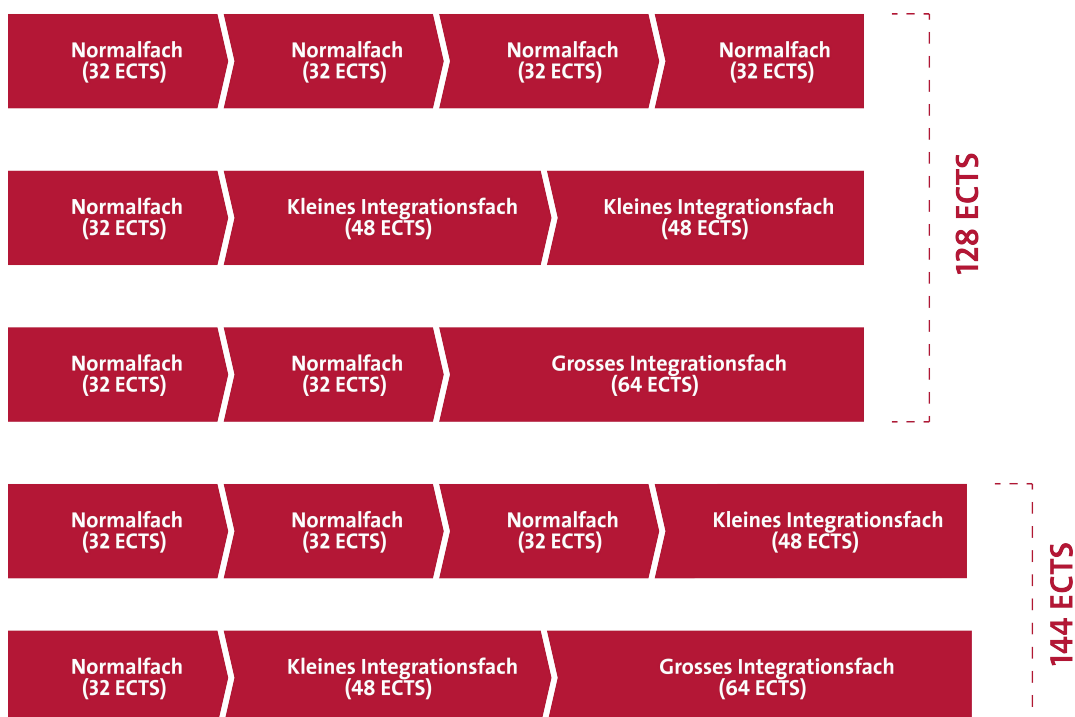 Normalfach
(32 ECTS)
Normalfach
(32 ECTS)
Normalfach
(32 ECTS)
Normalfach
(32 ECTS)
Normalfach
(32 ECTS)
Kleines Integrationsfach
(48 ECTS)
Kleines Integrationsfach
(48 ECTS)
Normalfach
(32 ECTS)
Normalfach
(32 ECTS)
Grosses Integrationsfach
(64 ECTS)
128 ECTS
Normalfach
(32 ECTS)
Normalfach
(32 ECTS)
Normalfach
(32 ECTS)
Kleines Integrationsfach
(48 ECTS)
Normalfach
(32 ECTS)
Kleines Integrationsfach
(48 ECTS)
Grosses Integrationsfach
(64 ECTS)
144 ECTS